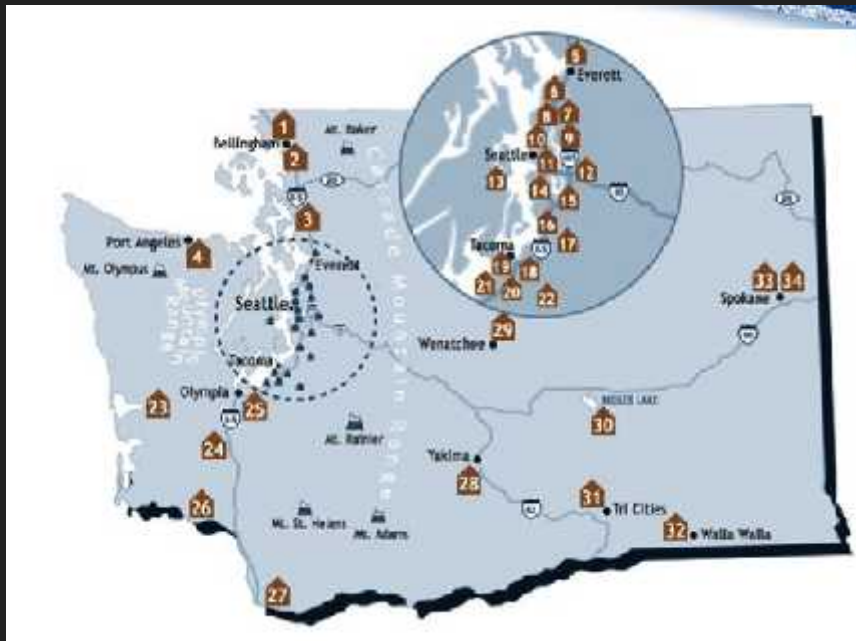 5
Everett
6
1
8
7
Bellingham
Mt. Baker
10
9
2
Seattle
11
20
13
12
14
15
3
16
Port Angeles
Tacoma
17
4
Everett
19
18
Mt. Olympus
21
20
22
33
34
Seattle
Spokane
29
Wenatchee
Cascade Mountain Range
Tacoma
Olympia
23
25
MOSES LAKE
30
24
Mt. Rainier
Yakima
28
26
31
Tri Cities
Mt. St. Helens
Mt. Adams
32
Walla Walla
27